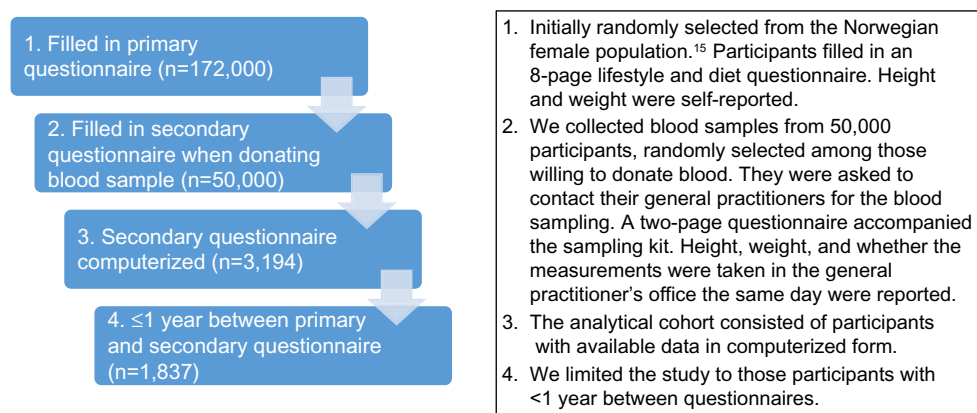 1. Filled in primary
questionnaire (n=172,000)
2. Filled in secondary
questionnaire when donating
blood sample (n=50,000)
3. Secondary questionnaire
computerized (n=3,194)
4. ≤1 year between primary
and secondary questionnaire
(n=1,837)
1. Initially randomly selected from the Norwegian
female population.¹⁵ Participants filled in an
8-page lifestyle and diet questionnaire. Height
and weight were self-reported.
2. We collected blood samples from 50,000
participants, randomly selected among those
willing to donate blood. They were asked to
contact their general practitioners for the blood
sampling. A two-page questionnaire accompanied
the sampling kit. Height, weight, and whether the
measurements were taken in the general
practitioner's office the same day were reported.
3. The analytical cohort consisted of participants
with available data in computerized form.
4. We limited the study to those participants with
<1 year between questionnaires.